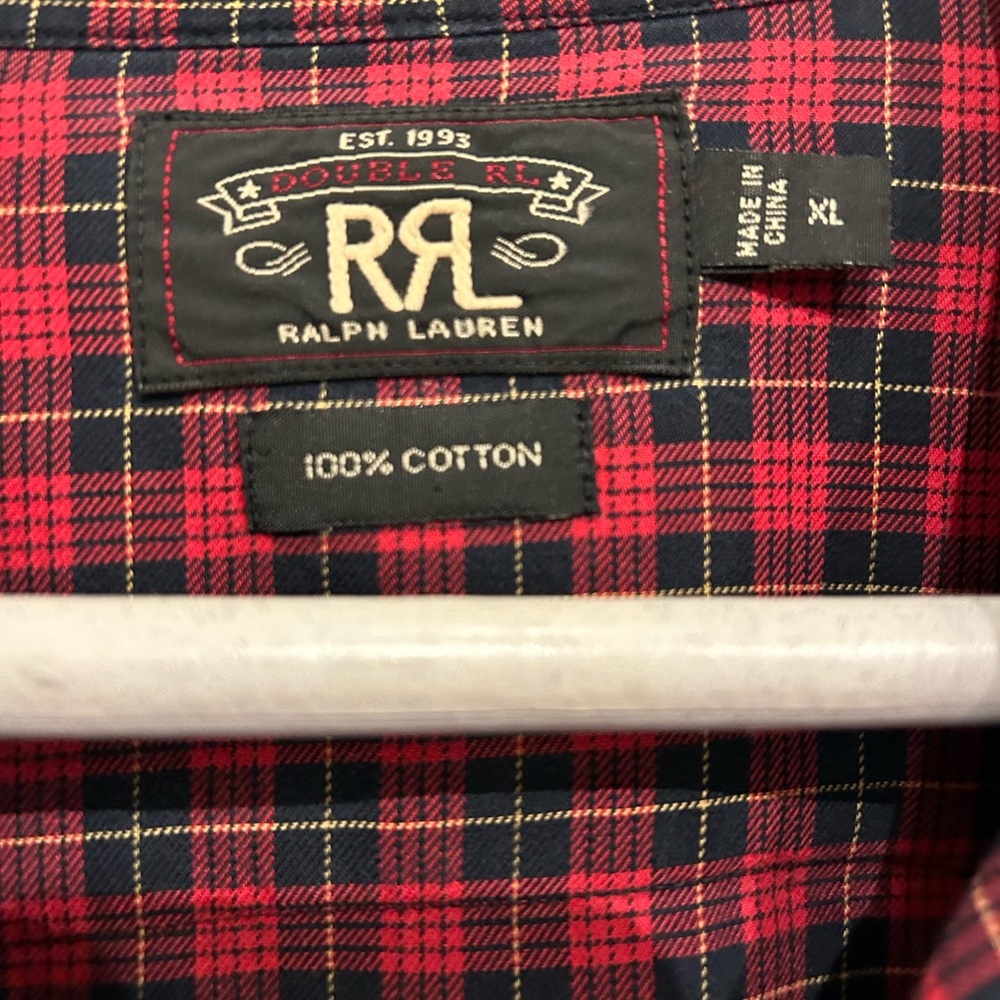 EST. 1993
DOUBLE RL
RRL
RALPH LAUREN
MADE IN
CHINA
XL
100% COTTON